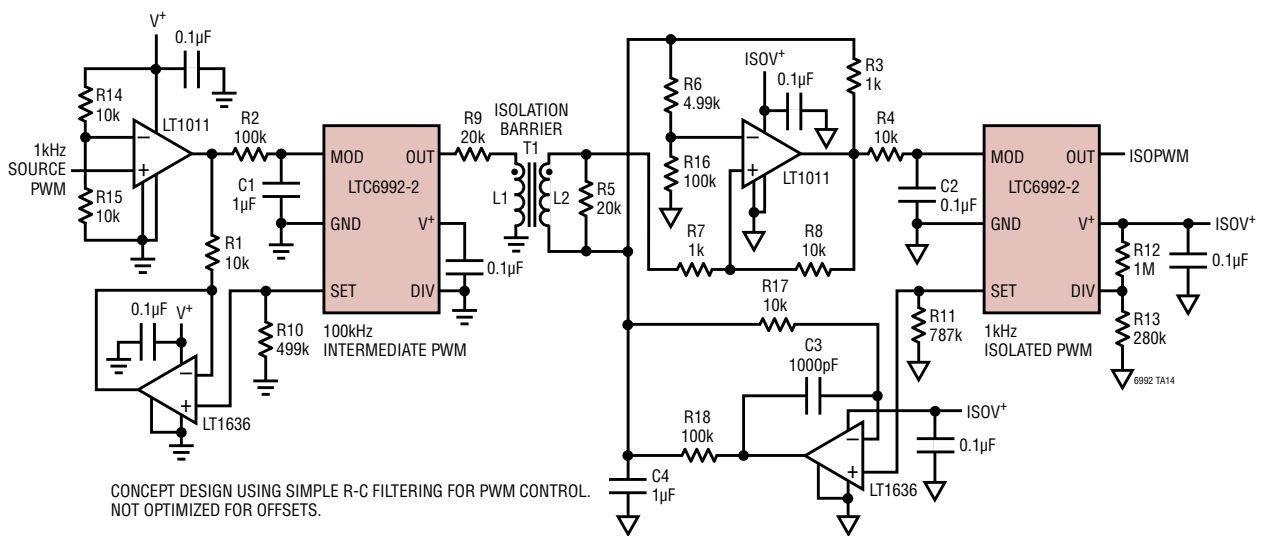 V+
0.1µF
R14
10k
LT1011
1kHz
SOURCE
PWM
R15
10k
R2
100k
C1
1µF
R1
10k
MOD
OUT
LTC6992-2
GND
V+
SET
DIV
0.1µF
100kHz
INTERMEDIATE PWM
R10
499k
0.1µF
V+
LT1636
R9
20k
ISOLATION
BARRIER
T1
L1
L2
R5
20k
R6
4.99k
R16
100k
ISOV+
0.1µF
LT1011
R3
1k
R4
10k
C2
0.1µF
R7
1k
R8
10k
R17
10k
C3
1000pF
R18
100k
C4
1µF
ISOV+
0.1µF
LT1636
MOD
OUT
ISOPWM
LTC6992-2
GND
V+
ISOV+
SET
DIV
R12
1M
0.1µF
R11
787k
1kHz
ISOLATED PWM
R13
280k
6992 TA14
CONCEPT DESIGN USING SIMPLE R-C FILTERING FOR PWM CONTROL.
NOT OPTIMIZED FOR OFFSETS.